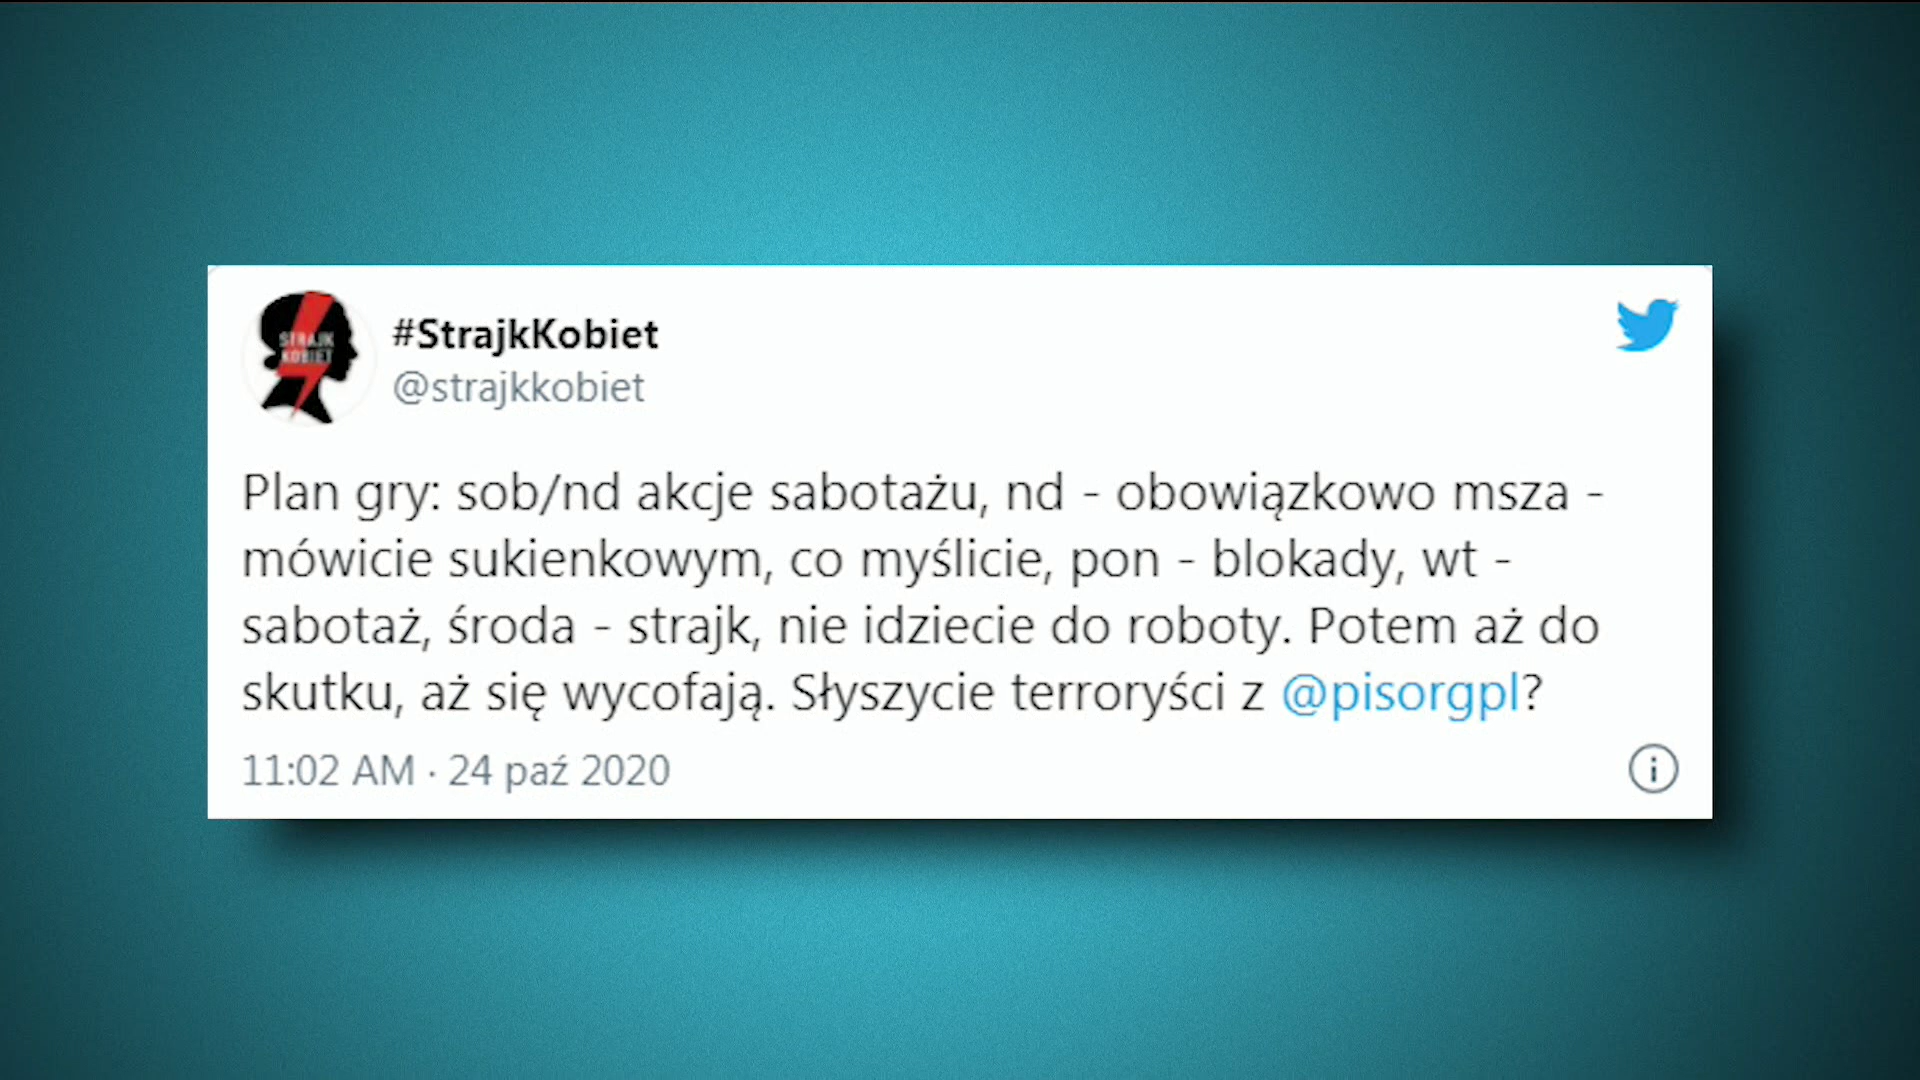 STRAJK
KOBIET
#StrajkKobiet
@strajkkobiet
Plan gry: sob/nd akcje sabotażu, nd - obowiązkowo msza -
mówicie sukienkowym, co myślicie, pon - blokady, wt -
sabotaż, środa - strajk, nie idziecie do roboty. Potem aż do
skutku, aż się wycofają. Słyszycie terroryści z @pisorgpl?
11:02 AM · 24 paź 2020